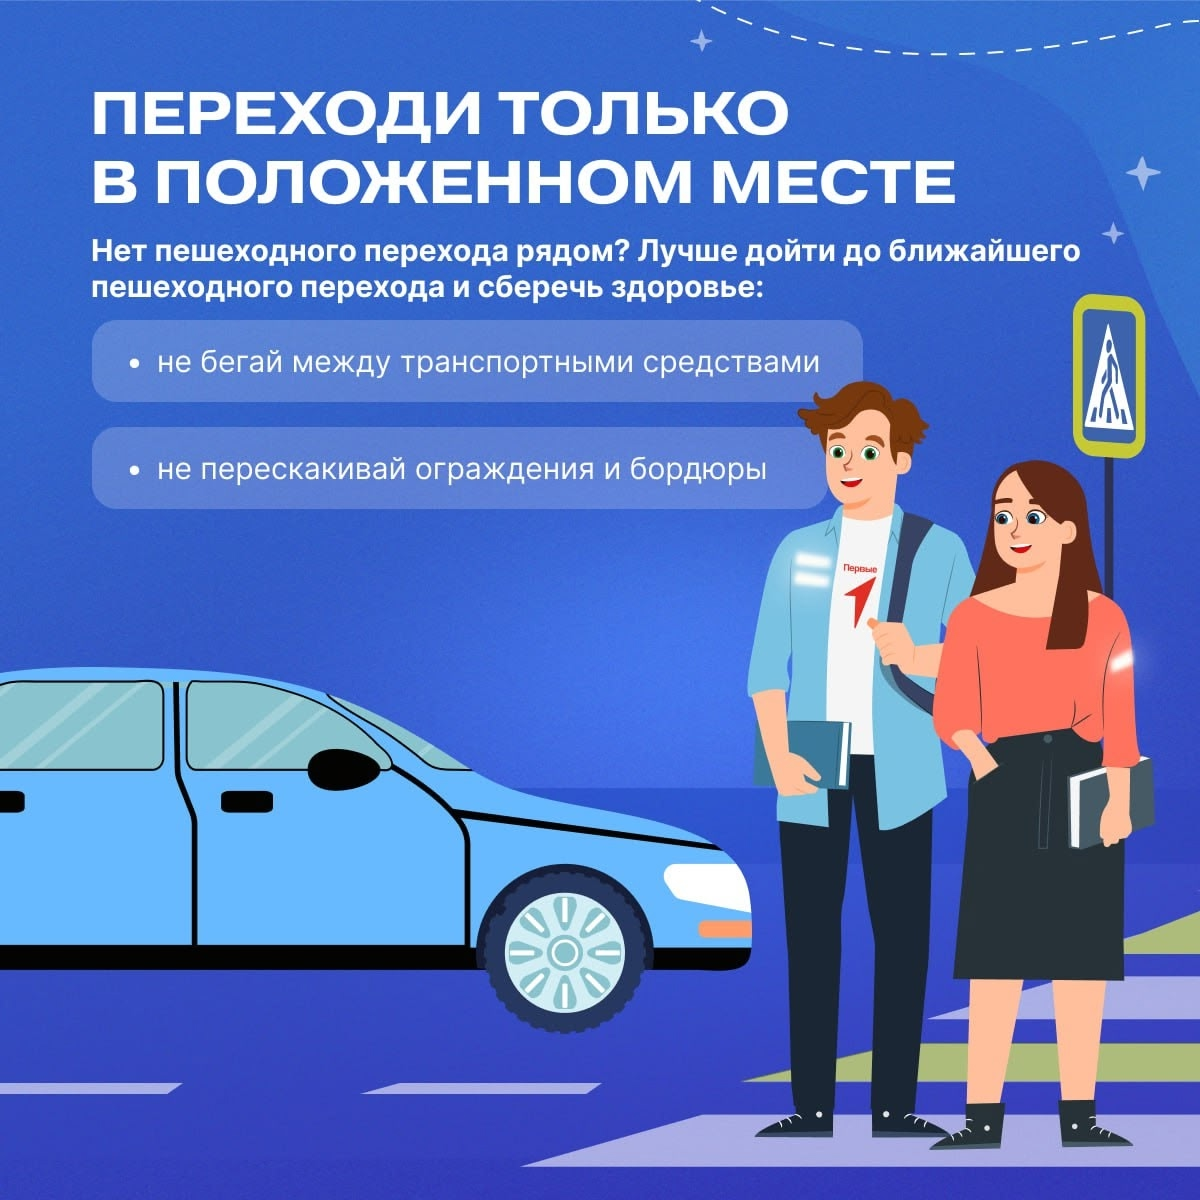 ПЕРЕХОДИ ТОЛЬКО
В ПОЛОЖЕННОМ МЕСТЕ
Нет пешеходного перехода рядом? Лучше дойти до ближайшего
пешеходного перехода и сберечь здоровье:
• не бегай между транспортными средствами
• не перескакивай ограждения и бордюры
Первые